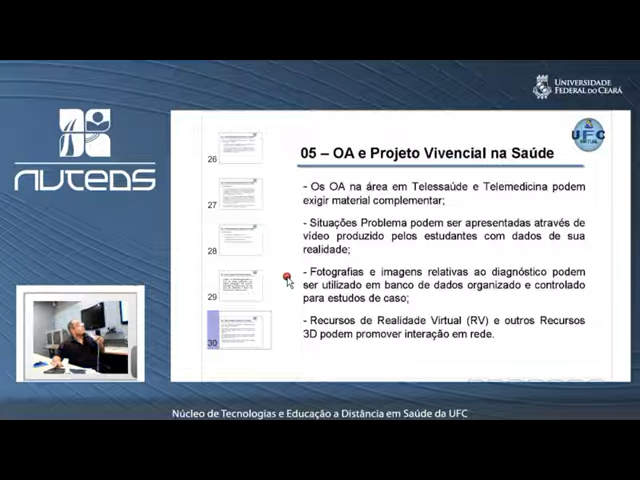 UNIVERSIDADE
FEDERAL DO CEARÁ
NUTEDS
UFC
VIRTUAL
05 – OA e Projeto Vivencial na Saúde
- Os OA na área em Telessaúde e Telemedicina podem
exigir material complementar;
- Situações Problema podem ser apresentadas através de
vídeo produzido pelos estudantes com dados de sua
realidade;
- Fotografias e imagens relativas ao diagnóstico podem
ser utilizado em banco de dados organizado e controlado
para estudos de caso;
- Recursos de Realidade Virtual (RV) e outros Recursos
3D podem promover interação em rede.
26
27
28
29
30
Núcleo de Tecnologias e Educação a Distância em Saúde da UFC